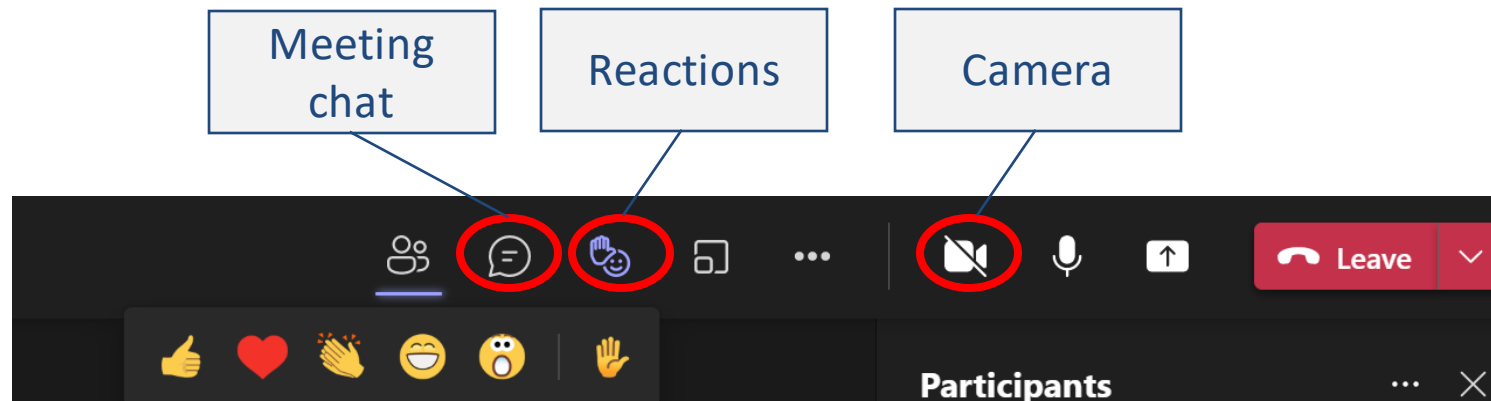 Meeting
chat
Reactions
Camera
Leave
Participants